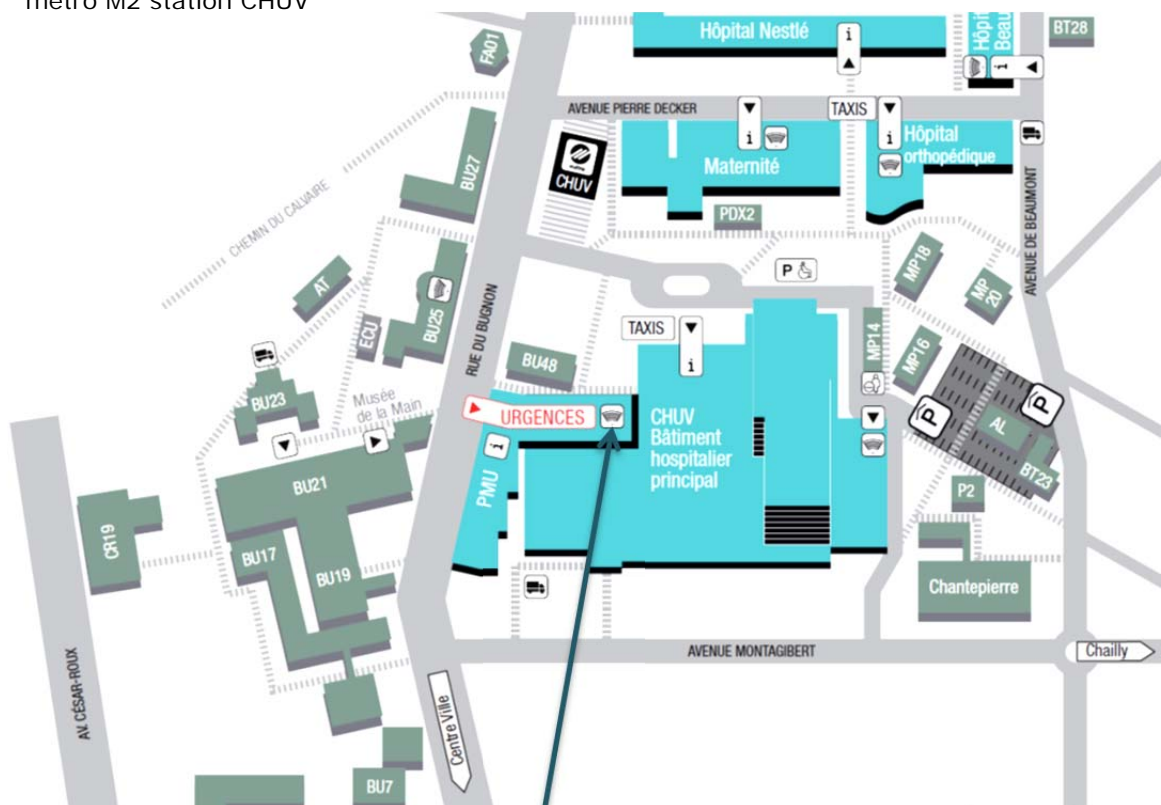 métro M2 station CHUV
Hôpital Nestlé
i
Hôpi
Beau
i
BT28
FA01
AVENUE PIERRE DECKER
TAXIS
i
i
Hôpital
orthopédique
Maternité
CHUV
BU27
CHEMIN DU CALVAIRE
PDX2
AVENUE DE BEAUMONT
MP18
MP
20
P
AT
BU25
ECU
RUE DU BUGNON
TAXIS
i
MP14
MP16
BU48
BU23
Musée
de la Main
URGENCES
i
PMU
CHUV
Bâtiment
hospitalier
principal
P
P
AL
BT23
P2
BU21
CR19
BU17
BU19
Chantepierre
AVENUE MONTAGIBERT
Chailly
AV. CÉSAR-ROUX
Centre Ville
BU7